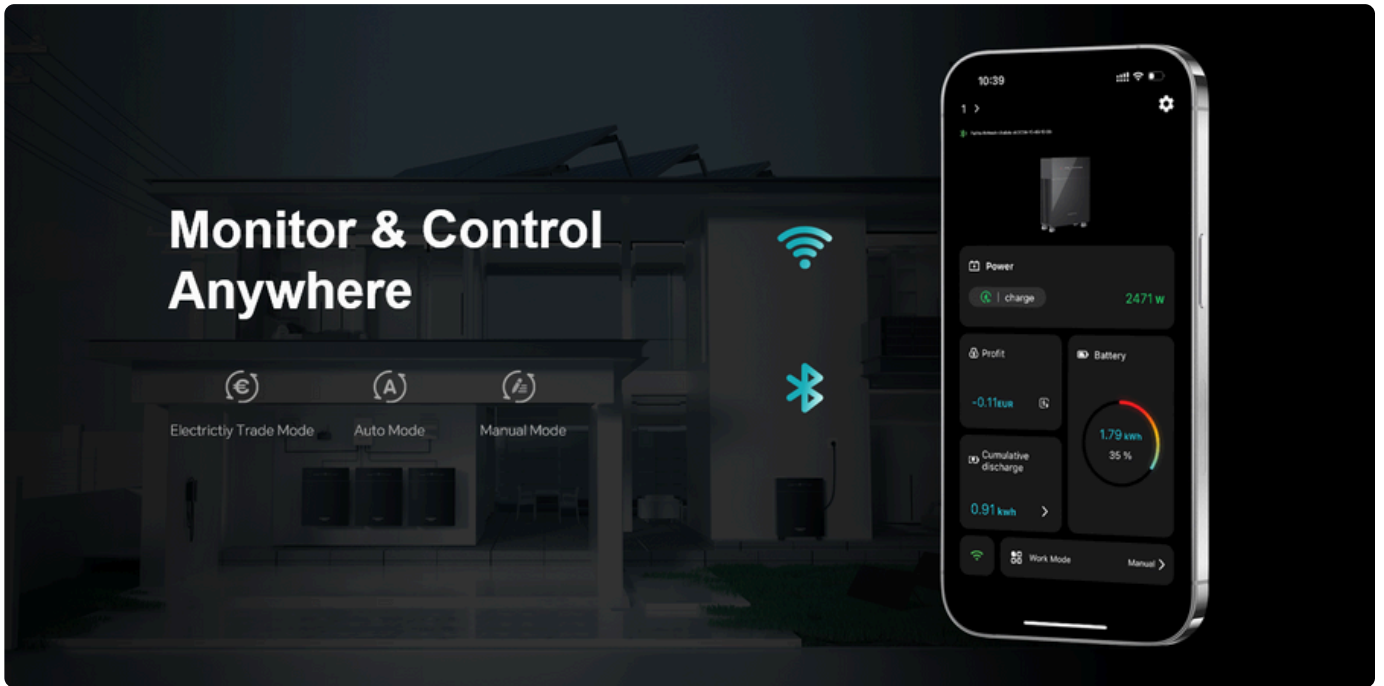 Monitor & Control
Anywhere
Electrictiy Trade Mode
Auto Mode
Manual Mode
10:39
1 >
Power
charge
2471 w
Profit
-0.11EUR
Battery
1.79 kwh
35 %
Cumulative
discharge
0.91 kwh
Work Mode
Manual